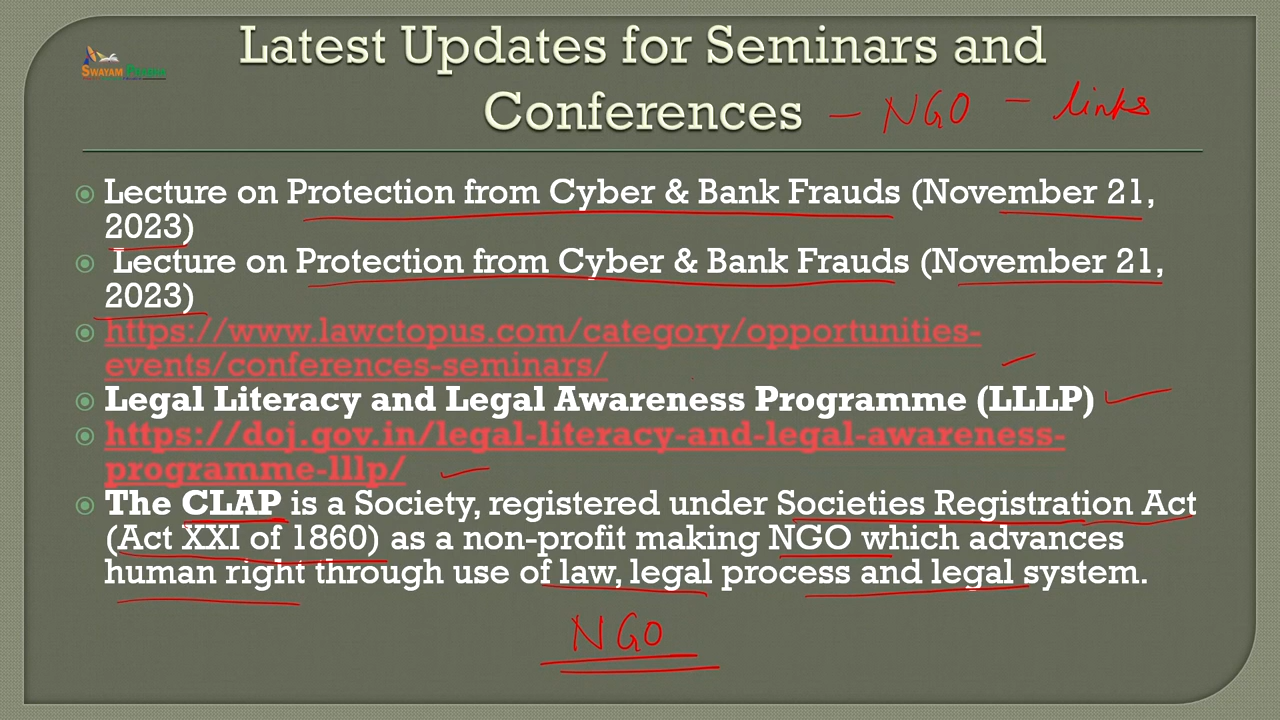 Latest Updates for Seminars and
Conferences - NGO - links
SWAYAM PRABHA
Lecture on Protection from Cyber & Bank Frauds (November 21,
2023)
Lecture on Protection from Cyber & Bank Frauds (November 21,
2023)
https://www.lawctopus.com/category/opportunities-
events/conferences-seminars/
Legal Literacy and Legal Awareness Programme (LLLP)
https://doj.gov.in/legal-literacy-and-legal-awareness-
programme-lllp/
The CLAP is a Society, registered under Societies Registration Act
(Act XXI of 1860) as a non-profit making NGO which advances
human right through use of law, legal process and legal system.
NGO